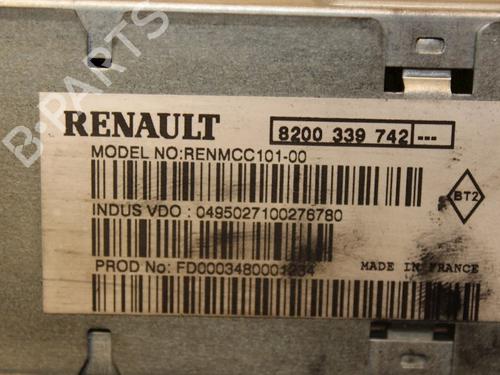 B-PARTS
RENAULT 8200 339 742 ---
MODEL NO:RENMCC101-00
BT2
INDUS VDO : 0495027100276780
PROD No: FD0003480001234
MADE IN FRANCE